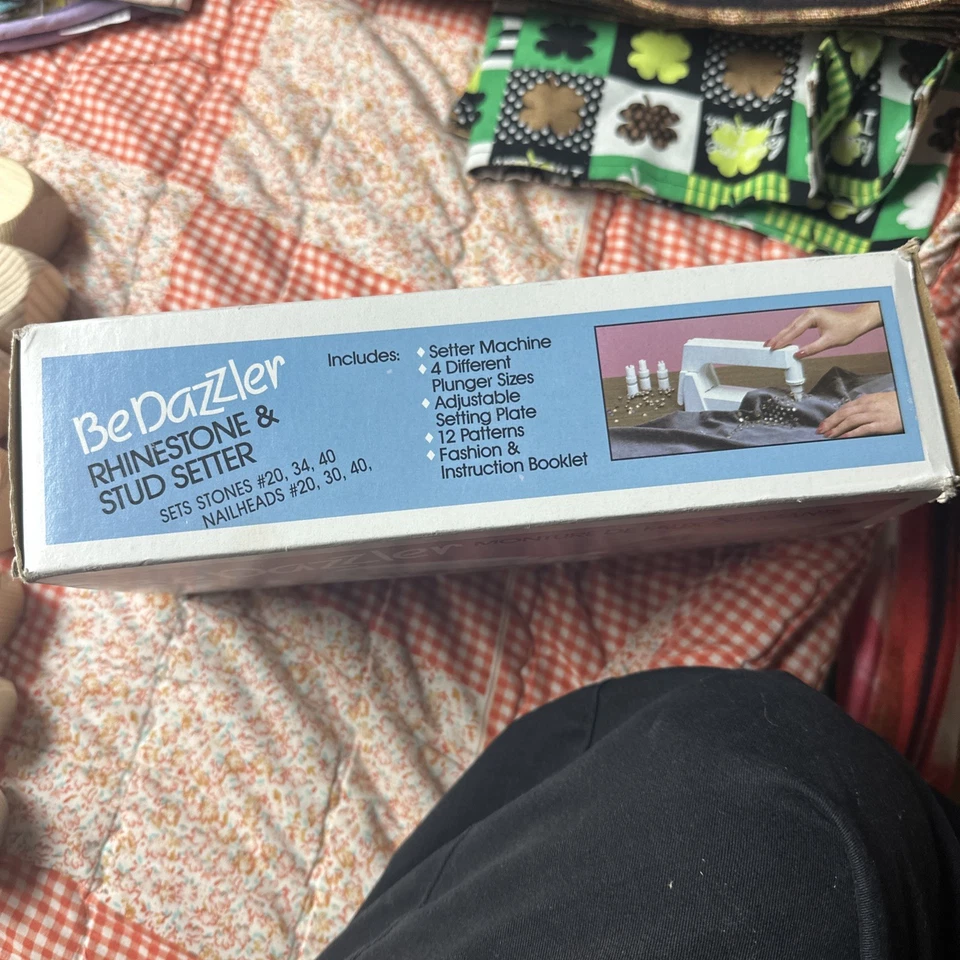 BeDazzler
RHINESTONE &
STUD SETTER
SETS STONES #20, 34, 40
NAILHEADS #20, 30, 40,
Includes:
Setter Machine
4 Different
Plunger Sizes
Adjustable
Setting Plate
12 Patterns
Fashion &
Instruction Booklet